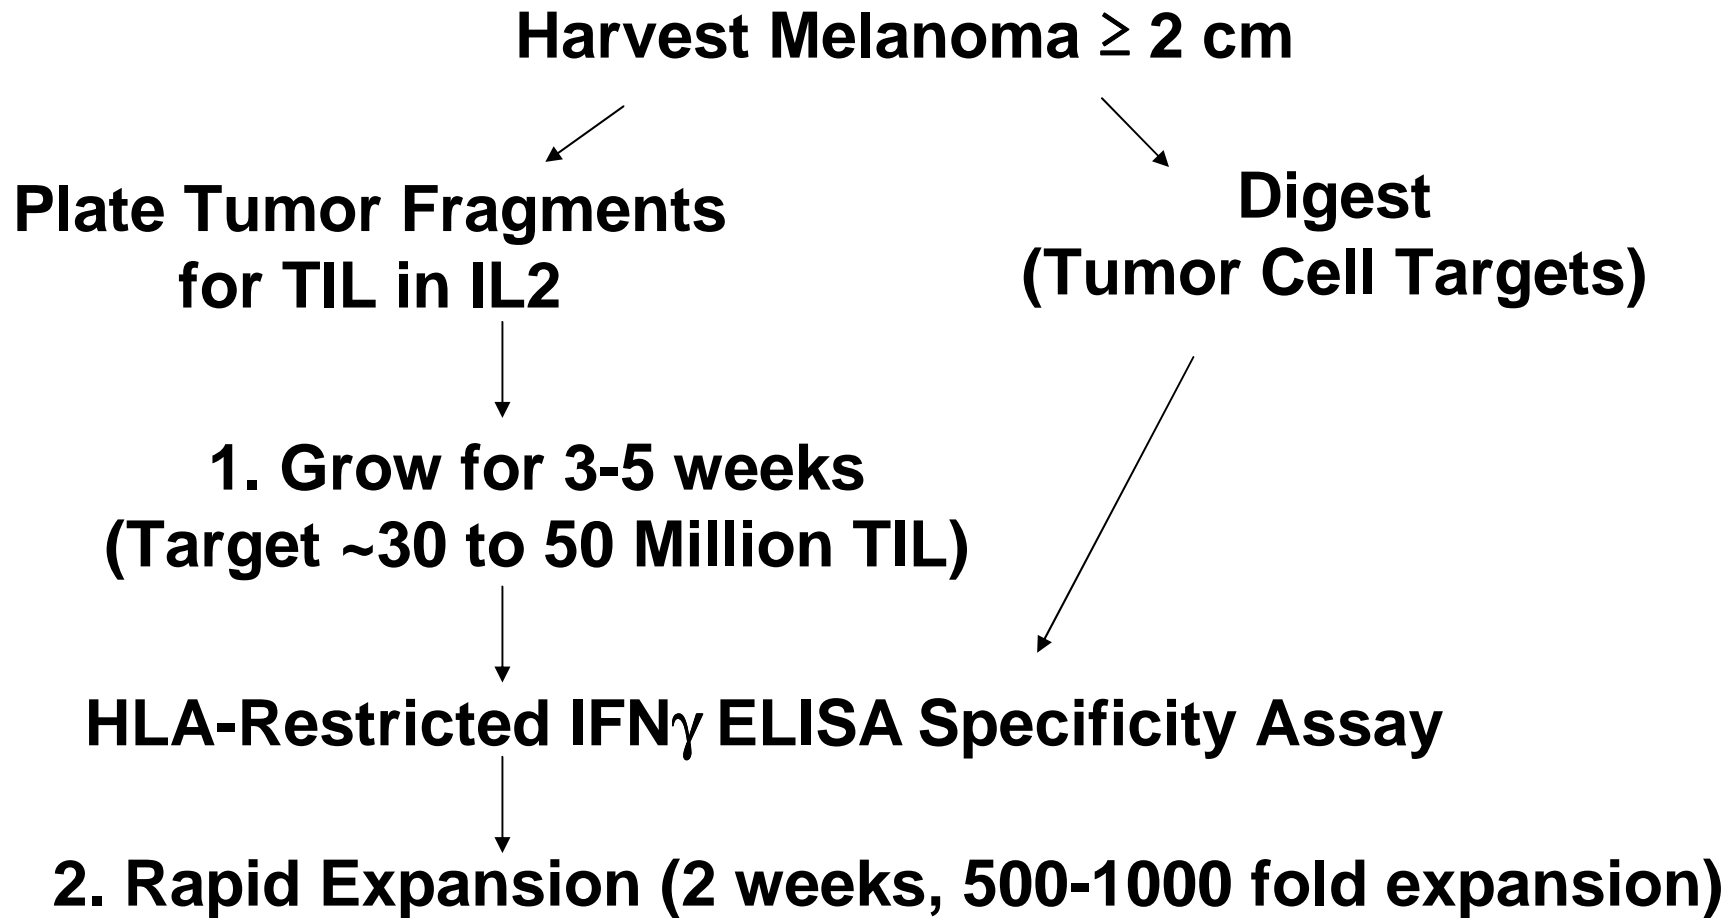 Harvest Melanoma ≥ 2 cm
Plate Tumor Fragments
for TIL in IL2
Digest
(Tumor Cell Targets)
1. Grow for 3-5 weeks
(Target ~30 to 50 Million TIL)
HLA-Restricted IFNγ ELISA Specificity Assay
2. Rapid Expansion (2 weeks, 500-1000 fold expansion)